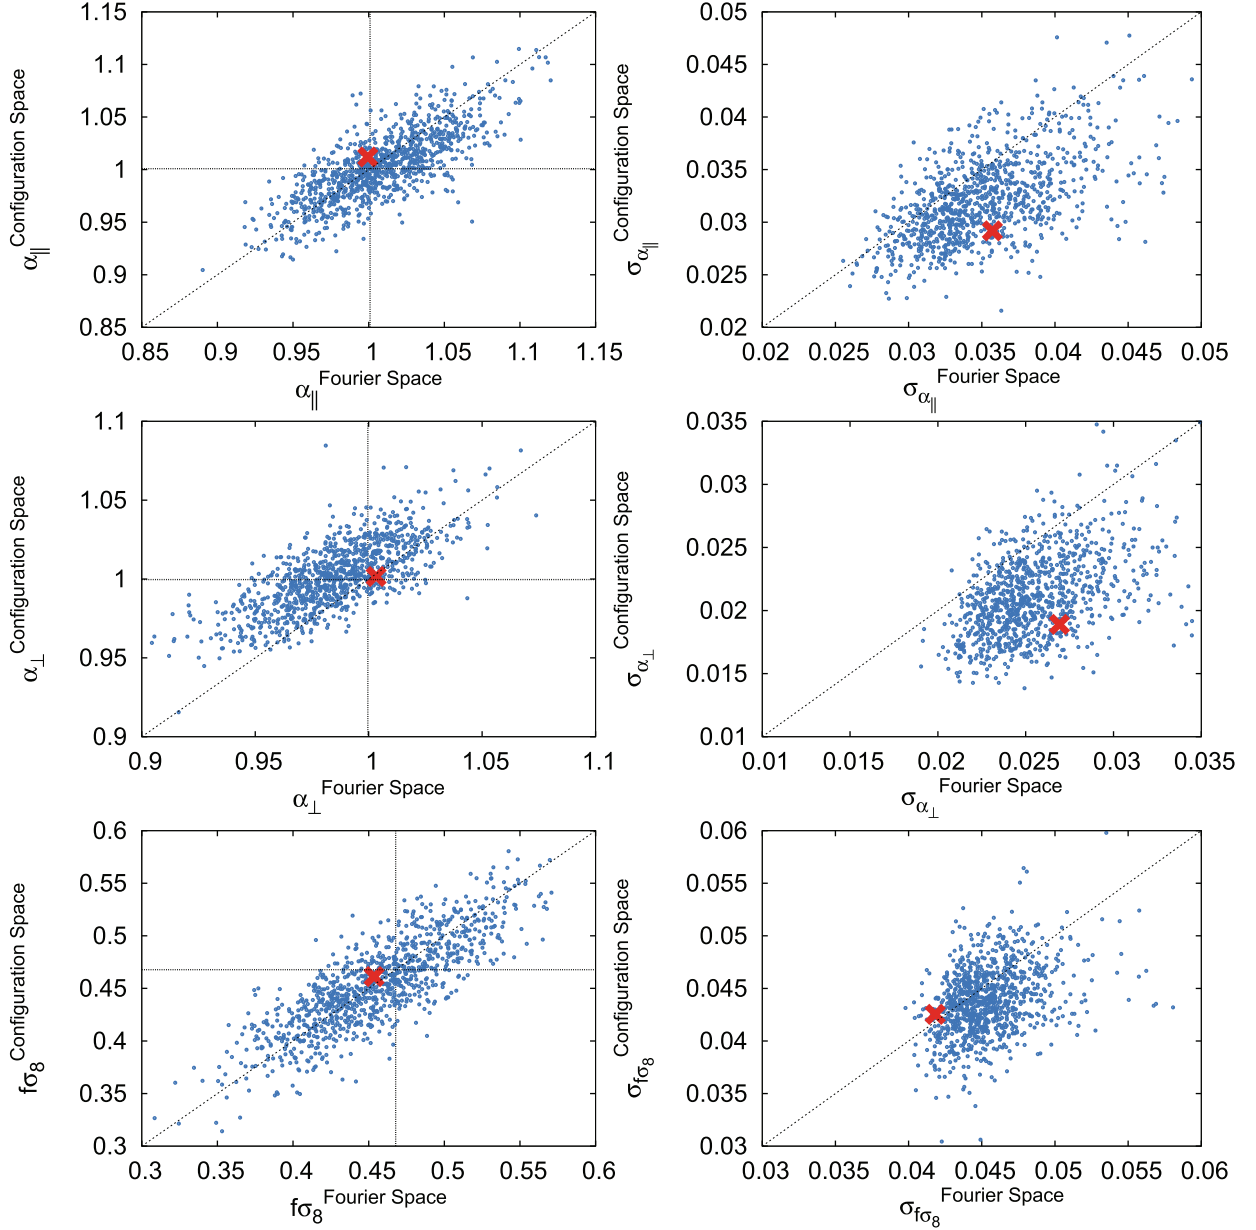 1.15
1.1
1.05
1
0.95
0.9
0.85
0.85 0.9 0.95 1 1.05 1.1 1.15
α∥ Configuration Space
α∥ Fourier Space
0.05
0.045
0.04
0.035
0.03
0.025
0.02
0.02 0.025 0.03 0.035 0.04 0.045 0.05
σα∥ Configuration Space
σα∥ Fourier Space
1.1
1.05
1
0.95
0.9
0.9 0.95 1 1.05 1.1
α⊥ Configuration Space
α⊥ Fourier Space
0.035
0.03
0.025
0.02
0.015
0.01
0.01 0.015 0.02 0.025 0.03 0.035
σα⊥ Configuration Space
σα⊥ Fourier Space
0.6
0.55
0.5
0.45
0.4
0.35
0.3
0.3 0.35 0.4 0.45 0.5 0.55 0.6
fσ8 Configuration Space
fσ8 Fourier Space
0.06
0.055
0.05
0.045
0.04
0.035
0.03
0.03 0.035 0.04 0.045 0.05 0.055 0.06
σfσ8 Configuration Space
σfσ8 Fourier Space